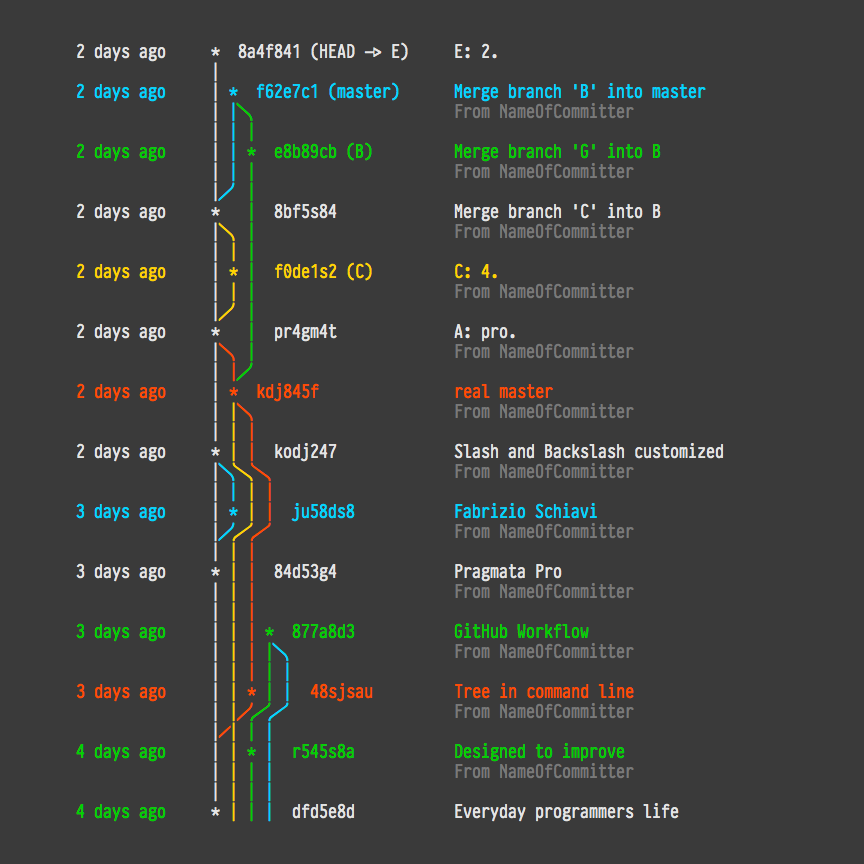 2 days ago * 8a4f841 (HEAD -> E) E: 2.
2 days ago * f62e7c1 (master) Merge branch 'B' into master
From NameOfCommitter
2 days ago * e8b89cb (B) Merge branch 'G' into B
From NameOfCommitter
2 days ago * 8bf5s84 Merge branch 'C' into B
From NameOfCommitter
2 days ago * f0de1s2 (C) C: 4.
From NameOfCommitter
2 days ago * pr4gm4t A: pro.
From NameOfCommitter
2 days ago * kdj845f real master
From NameOfCommitter
2 days ago * kodj247 Slash and Backslash customized
From NameOfCommitter
3 days ago * ju58ds8 Fabrizio Schiavi
From NameOfCommitter
3 days ago * 84d53g4 Pragmata Pro
From NameOfCommitter
3 days ago * 877a8d3 GitHub Workflow
From NameOfCommitter
3 days ago * 48sjsau Tree in command line
From NameOfCommitter
4 days ago * r545s8a Designed to improve
From NameOfCommitter
4 days ago * dfd5e8d Everyday programmers life